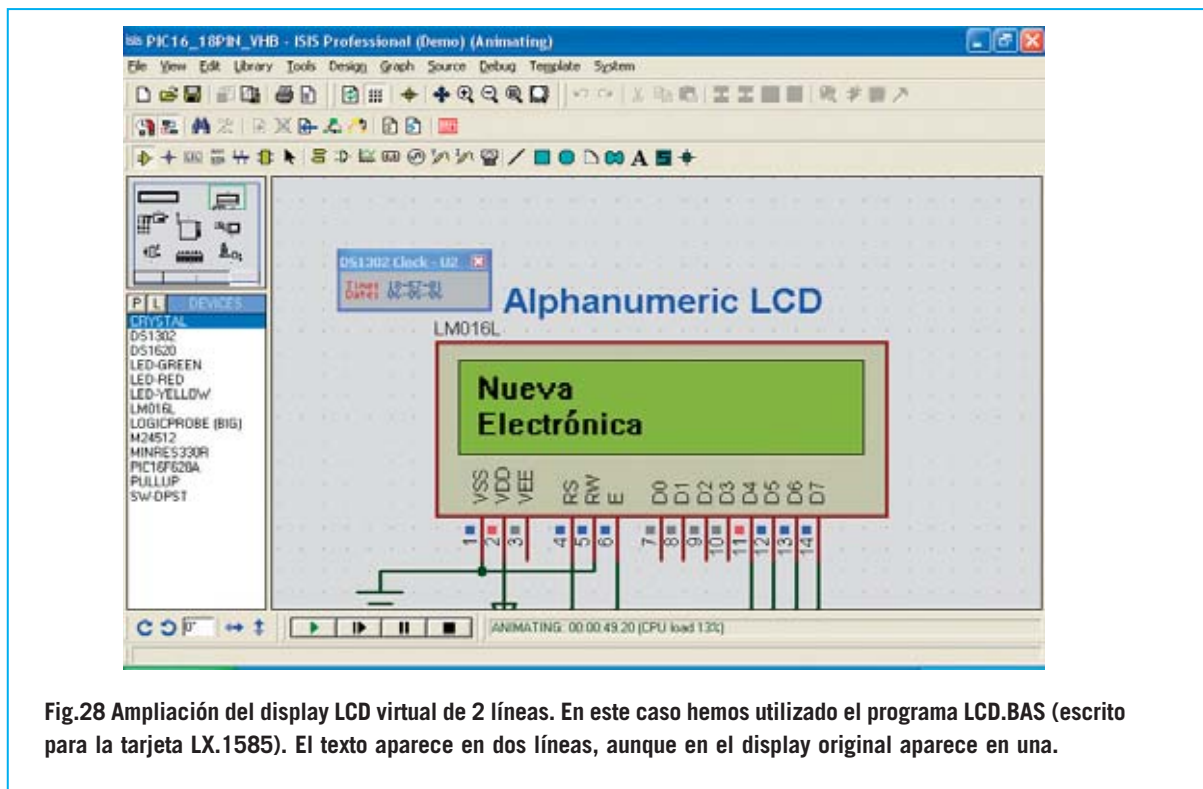 PIC16_18PIN_VHB - ISIS Professional (Demo) (Animating)
File View Edit Library Tools Design Graph Source Debug Template System
DS1302 Clock - U2
Time:
Date:
Alphanumeric LCD
LM016L
Nueva
Electrónica
VSS VDD VEE RS RW E D0 D1 D2 D3 D4 D5 D6 D7
1 2 3 4 5 6 7 8 9 10 11 12 13 14
P L DEVICES
CRYSTAL
DS1302
DS1620
LED-GREEN
LED-RED
LED-YELLOW
LM016L
LOGICPROBE (BIG)
M24512
MINRES330R
PIC16F628A
PULLUP
SW-DPST
ANIMATING: 00:00:49.20 (CPU load 13%)
Fig.28 Ampliación del display LCD virtual de 2 líneas. En este caso hemos utilizado el programa LCD.BAS (escrito
para la tarjeta LX.1585). El texto aparece en dos líneas, aunque en el display original aparece en una.